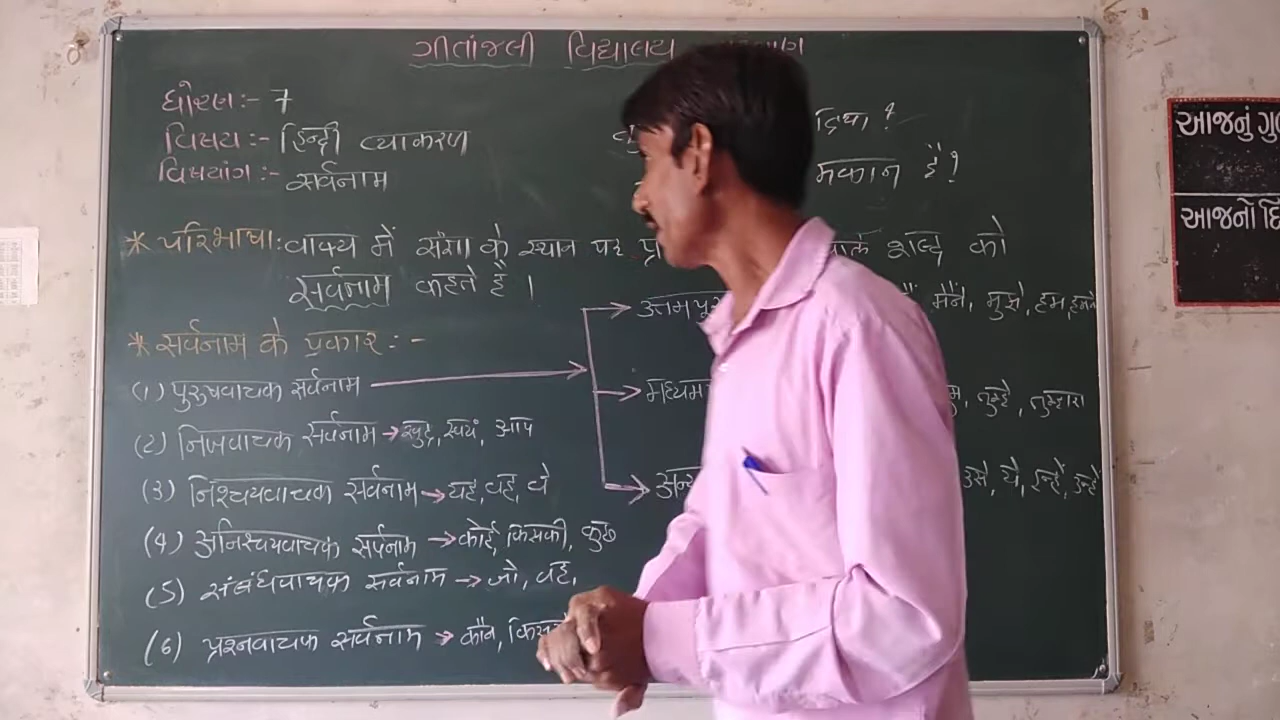 ગીતાંજલી વિદ્યાલય
ધોરણ:- 7
વિષય:- हिन्दी व्याकरण
વિષયાંગ:- सर्वनाम
दिया?
मकान है?
* परिभाषा: वाक्य में संज्ञा के स्थान पर वाले शब्द को
सर्वनाम कहते है।
* सर्वनाम के प्रकार:-
(1) पुरुषवाचक सर्वनाम →
→ उत्तम मैंने, मुझे, हम, हमने
→ तुम्हे, तुम्हारा
→ उसे, ये, इन्हें, उन्हें
(2) निजवाचक सर्वनाम → खुद, स्वयं, आप
(3) निश्चयवाचक सर्वनाम → यह, वह, वे
(4) अनिश्चयवाचक सर्वनाम → कोई, किसकी, कुछ
(5) संबंधवाचक सर्वनाम → जो, वह,
(6) प्रश्नवाचक सर्वनाम → कौन,
આજનું
આજનો